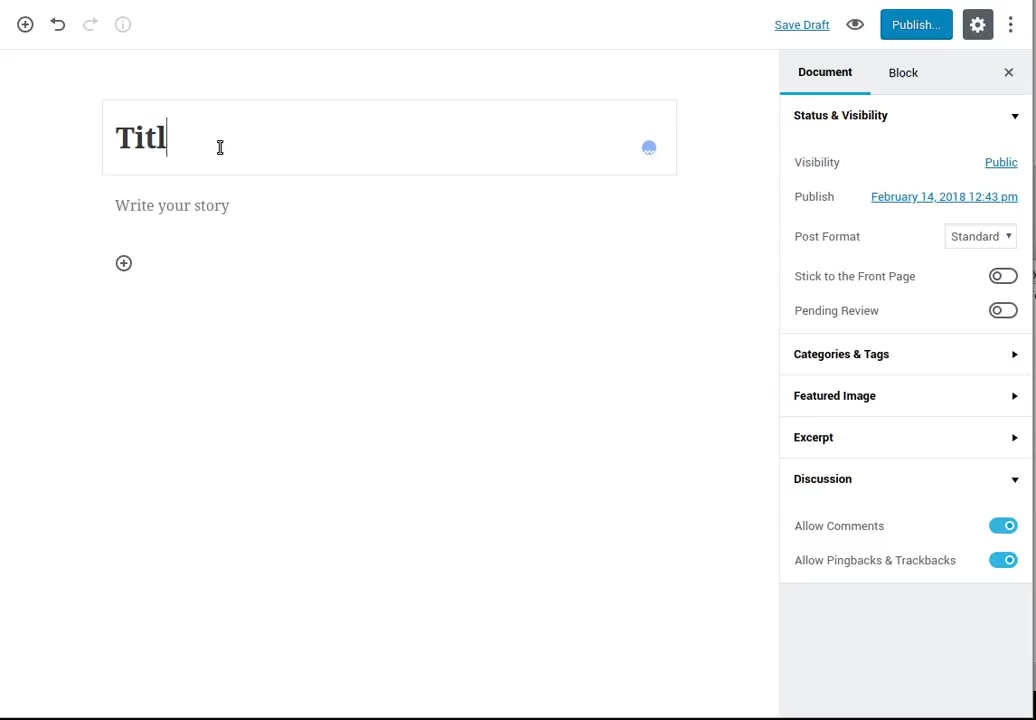 Save Draft
Publish...
Document
Block
Titl
Write your story
Status & Visibility
Visibility
Public
Publish
February 14, 2018 12:43 pm
Post Format
Standard
Stick to the Front Page
Pending Review
Categories & Tags
Featured Image
Excerpt
Discussion
Allow Comments
Allow Pingbacks & Trackbacks